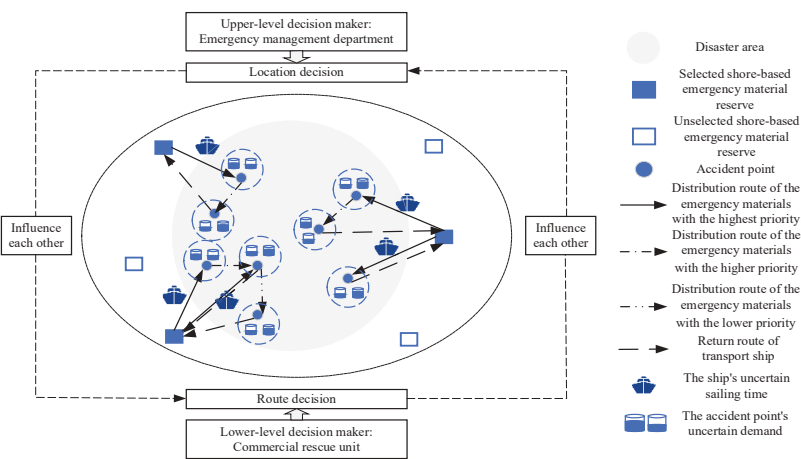 Upper-level decision maker:
Emergency management department
Location decision
Influence
each other
Influence
each other
Route decision
Lower-level decision maker:
Commercial rescue unit
Disaster area
Selected shore-based
emergency material
reserve
Unselected shore-based
emergency material
reserve
Accident point
Distribution route of the
emergency materials
with the highest priority
Distribution route of the
emergency materials
with the higher priority
Distribution route of the
emergency materials
with the lower priority
Return route of
transport ship
The ship's uncertain
sailing time
The accident point's
uncertain demand